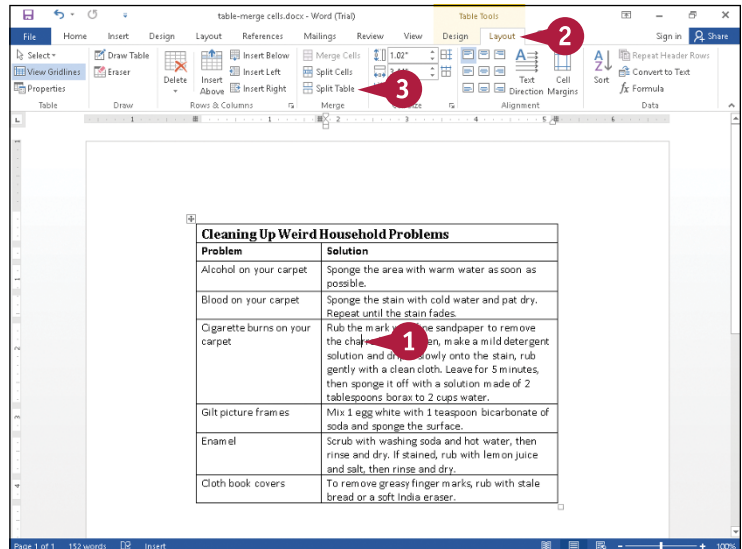 table-merge cells.docx - Word (Trial)
Table Tools
File Home Insert Design Layout References Mailings Review View Design Layout Sign in Share
Select
View Gridlines
Properties
Table
Draw Table
Eraser
Draw
Delete
Insert Above
Insert Below
Insert Left
Insert Right
Rows & Columns
Merge Cells
Split Cells
Split Table
Merge
1.02"
Text Direction
Cell Margins
Alignment
Sort
Repeat Header Rows
Convert to Text
fx Formula
Data
2
3
1 1 2 3 4 5 6
Cleaning Up Weird Household Problems
Problem Solution
Alcohol on your carpet Sponge the area with warm water as soon as
possible.
Blood on your carpet Sponge the stain with cold water and pat dry.
Repeat until the stain fades.
Cigarette burns on your Rub the mark sandpaper to remove
carpet the make a mild detergent
solution and slowly onto the stain, rub
gently with a clean cloth. Leave for 5 minutes,
then sponge it off with a solution made of 2
tablespoons borax to 2 cups water.
1
Gilt picture frames Mix 1 egg white with 1 teaspoon bicarbonate of
soda and sponge the surface.
Enamel Scrub with washing soda and hot water, then
rinse and dry. If stained, rub with lemon juice
and salt, then rinse and dry.
Cloth book covers To remove greasy finger marks, rub with stale
bread or a soft India eraser.
Page 1 of 1 152 words Insert 100%